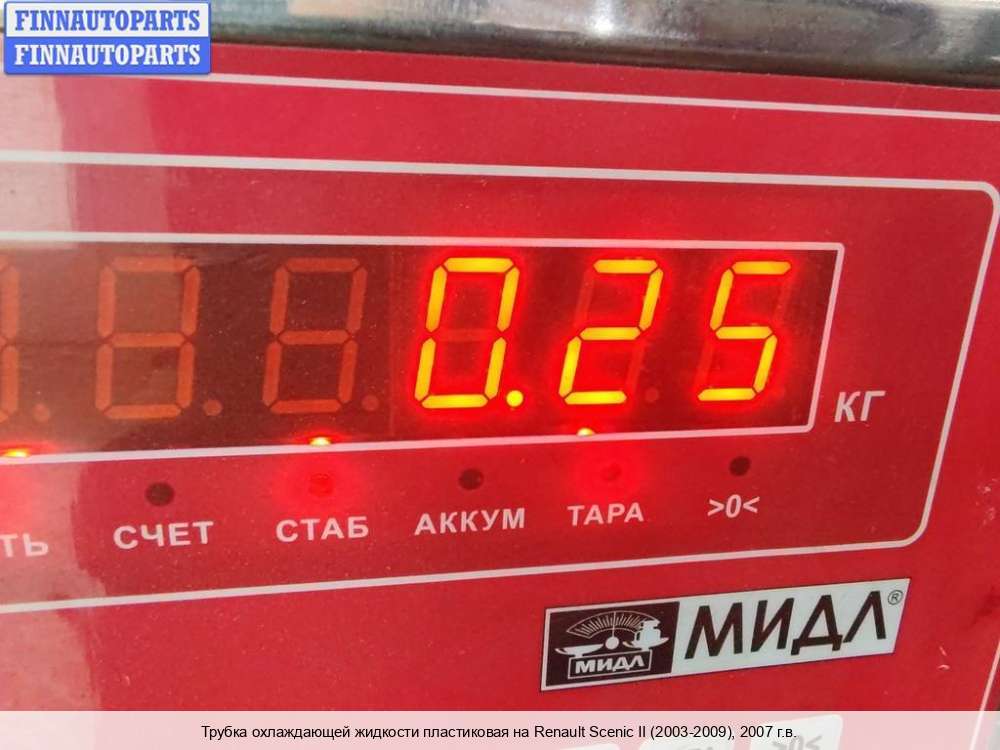 FINNAUTOPARTS
FINNAUTOPARTS
0.25
КГ
ТЬ СЧЕТ СТАБ АККУМ ТАРА >0<
МИДЛ МИДЛ®
Трубка охлаждающей жидкости пластиковая на Renault Scenic II (2003-2009), 2007 г.в.